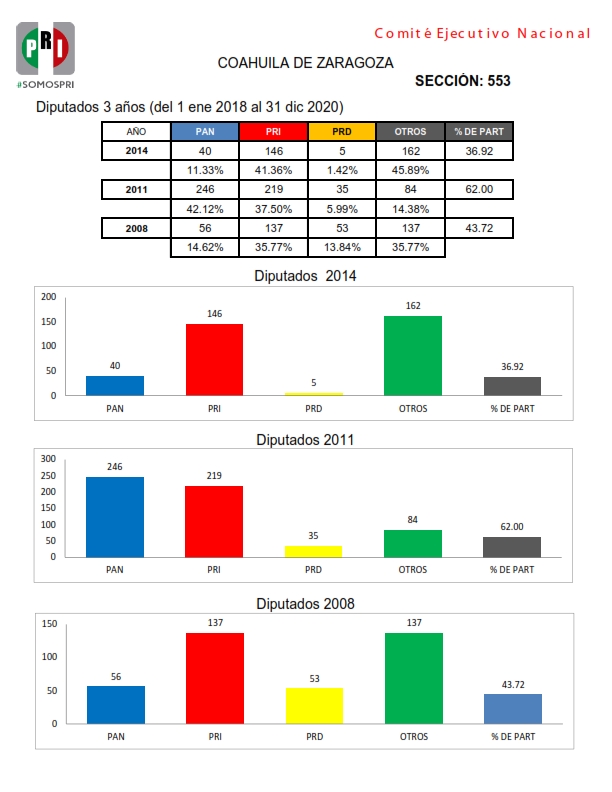 PRI
#SOMOSPRI
Comité Ejecutivo Nacional
COAHUILA DE ZARAGOZA
SECCIÓN: 553
Diputados 3 años (del 1 ene 2018 al 31 dic 2020)
AÑO PAN PRI PRD OTROS % DE PART
2014 40 146 5 162 36.92
11.33% 41.36% 1.42% 45.89%
2011 246 219 35 84 62.00
42.12% 37.50% 5.99% 14.38%
2008 56 137 53 137 43.72
14.62% 35.77% 13.84% 35.77%
Diputados 2014
200
150
100
50
0
40 146 5 162 36.92
PAN PRI PRD OTROS % DE PART
Diputados 2011
300
250
200
150
100
50
0
246 219 35 84 62.00
PAN PRI PRD OTROS % DE PART
Diputados 2008
150
100
50
0
56 137 53 137 43.72
PAN PRI PRD OTROS % DE PART